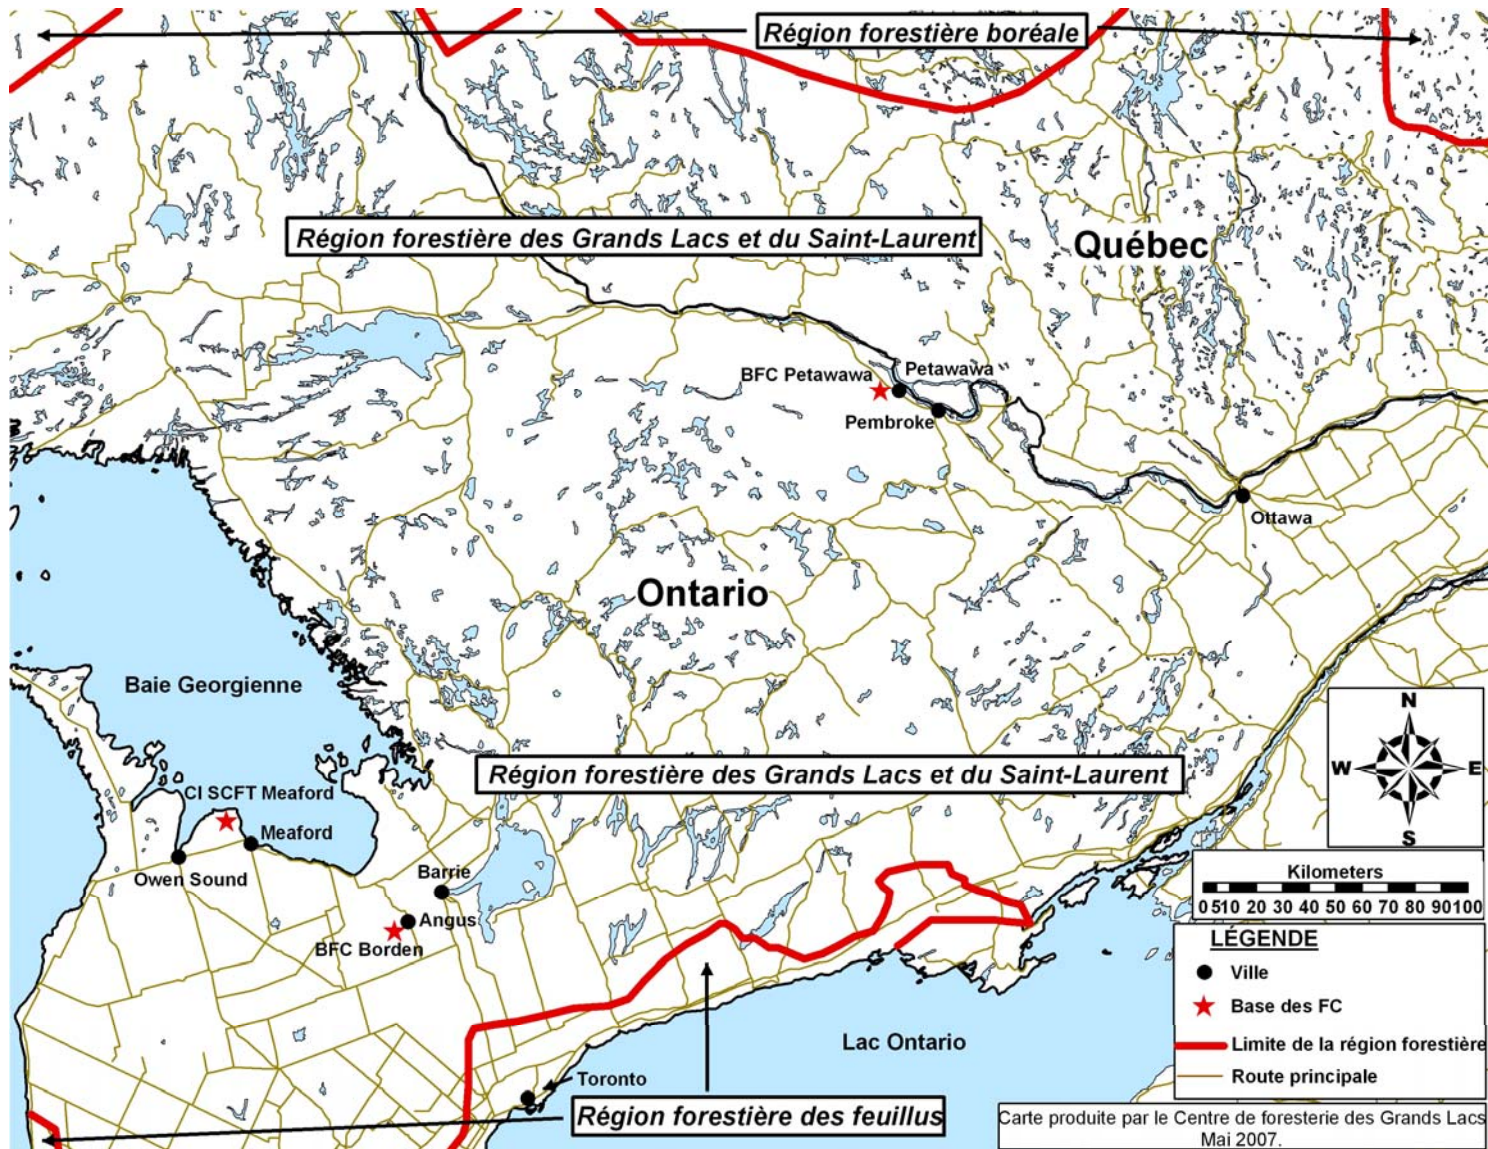 Région forestière boréale
Région forestière des Grands Lacs et du Saint-Laurent
Québec
BFC Petawawa
Petawawa
Pembroke
Ottawa
Ontario
Baie Georgienne
Région forestière des Grands Lacs et du Saint-Laurent
CI SCFT Meaford
Meaford
Owen Sound
Barrie
Angus
BFC Borden
Lac Ontario
Toronto
Région forestière des feuillus
N
W E
S
Kilometers
0 510 20 30 40 50 60 70 80 90100
LÉGENDE
Ville
Base des FC
Limite de la région forestière
Route principale
Carte produite par le Centre de foresterie des Grands Lacs
Mai 2007.